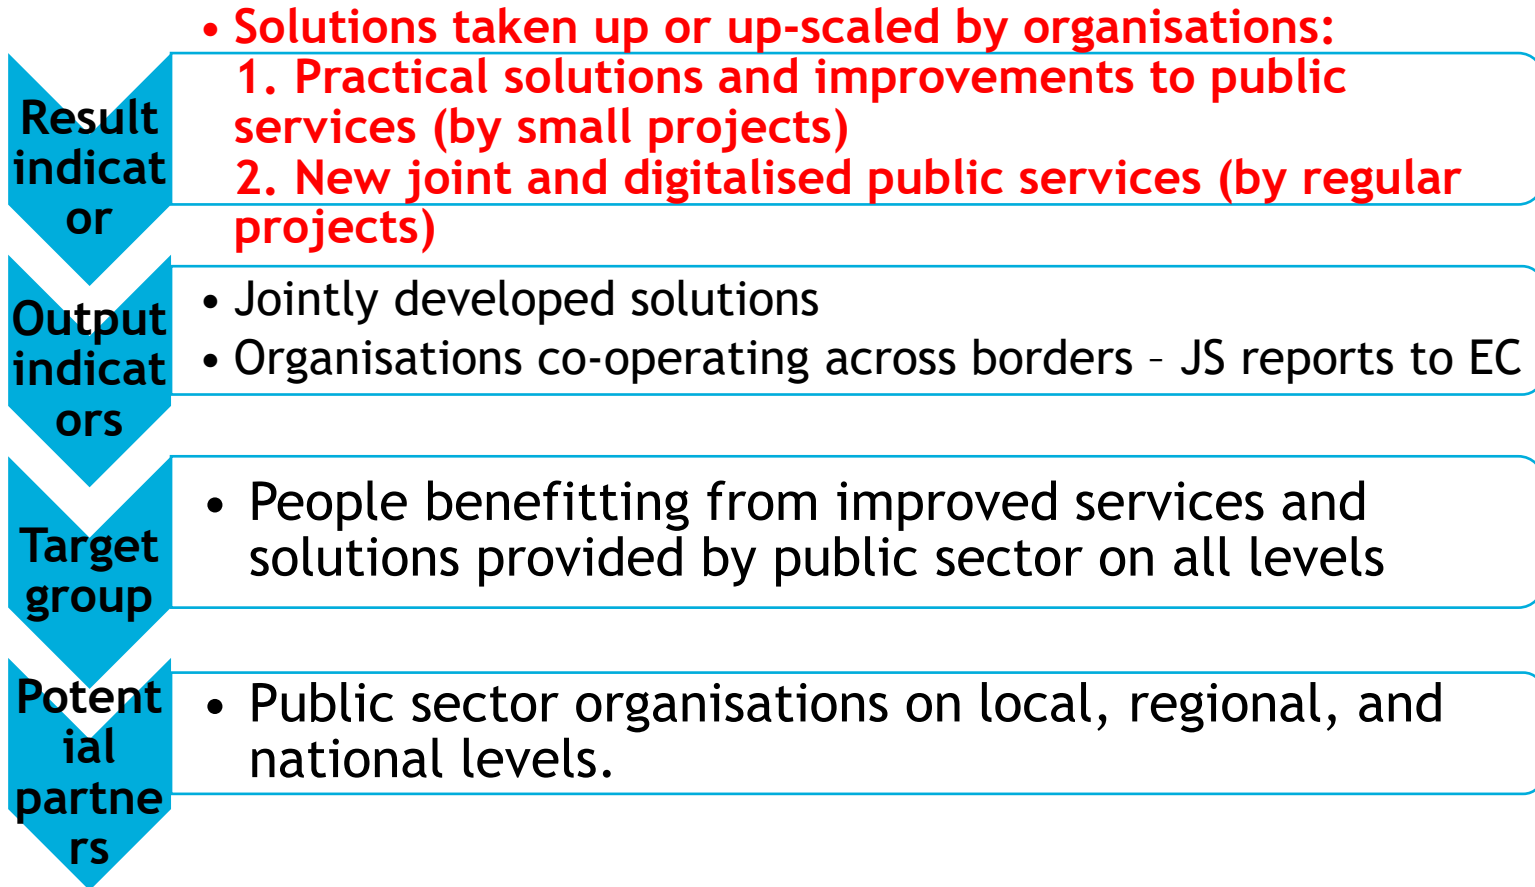 Result
indicat
or
• Solutions taken up or up-scaled by organisations:
1. Practical solutions and improvements to public
services (by small projects)
2. New joint and digitalised public services (by regular
projects)
Output
indicat
ors
• Jointly developed solutions
• Organisations co-operating across borders – JS reports to EC
Target
group
• People benefitting from improved services and
solutions provided by public sector on all levels
Potent
ial
partne
rs
• Public sector organisations on local, regional, and
national levels.